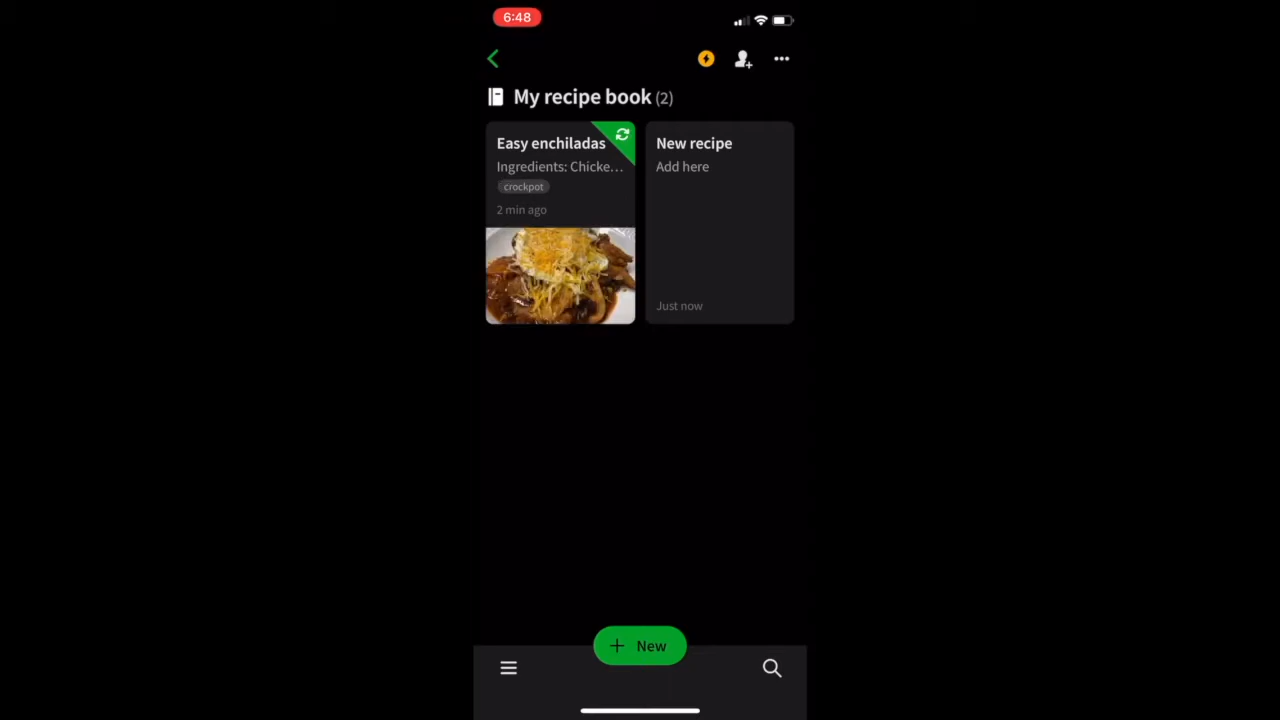 6:48
My recipe book (2)
Easy enchiladas
Ingredients: Chicke...
crockpot
2 min ago
New recipe
Add here
Just now
+ New